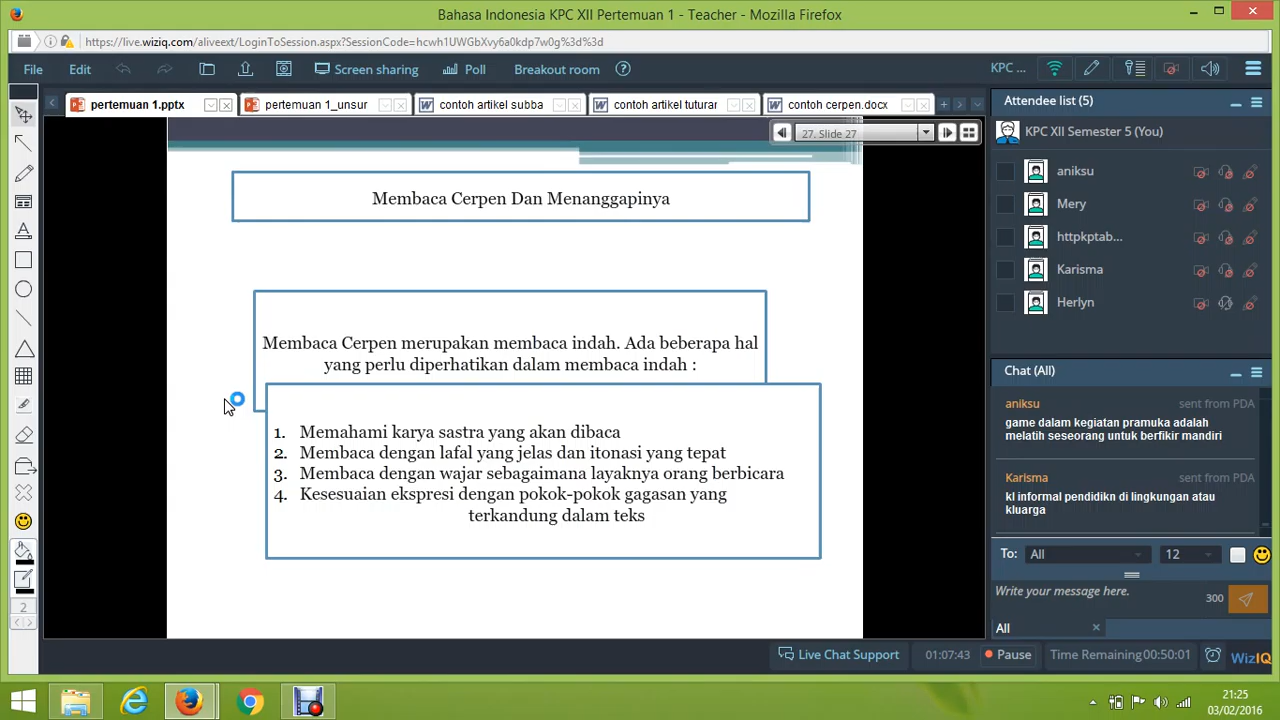 Bahasa Indonesia KPC XII Pertemuan 1 - Teacher - Mozilla Firefox
https://live.wiziq.com/aliveext/LoginToSession.aspx?SessionCode=hcwh1UWGbXvy6a0kdp7w0g%3d%3d
File Edit Screen sharing Poll Breakout room ? KPC ...
pertemuan 1.pptx pertemuan 1_unsur contoh artikel subba contoh artikel tuturar contoh cerpen.docx
27. Slide 27
Membaca Cerpen Dan Menanggapinya
Membaca Cerpen merupakan membaca indah. Ada beberapa hal
yang perlu diperhatikan dalam membaca indah :
1. Memahami karya sastra yang akan dibaca
2. Membaca dengan lafal yang jelas dan itonasi yang tepat
3. Membaca dengan wajar sebagaimana layaknya orang berbicara
4. Kesesuaian ekspresi dengan pokok-pokok gagasan yang
terkandung dalam teks
2
Attendee list (5)
KPC XII Semester 5 (You)
aniksu
Mery
httpkptab...
Karisma
Herlyn
Chat (All)
aniksu sent from PDA
game dalam kegiatan pramuka adalah
melatih seseorang untuk berfikir mandiri
Karisma sent from PDA
kl informal pendidikn di lingkungan atau
kluarga
To: All 12
Write your message here. 300
All
Live Chat Support 01:07:43 Pause Time Remaining 00:50:01 WizIQ
21:25
03/02/2016